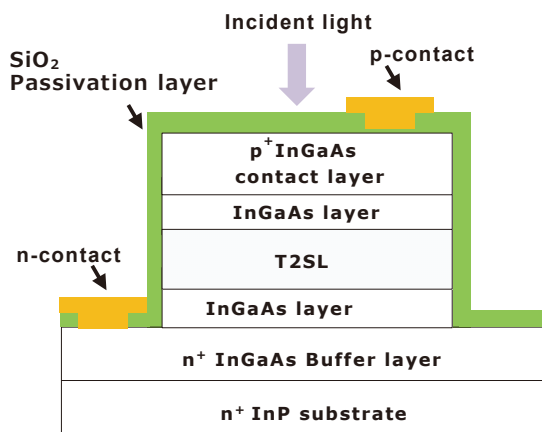 Incident light
SiO₂
Passivation layer
p-contact
p⁺InGaAs
contact layer
InGaAs layer
n-contact
T2SL
InGaAs layer
n⁺ InGaAs Buffer layer
n⁺ InP substrate